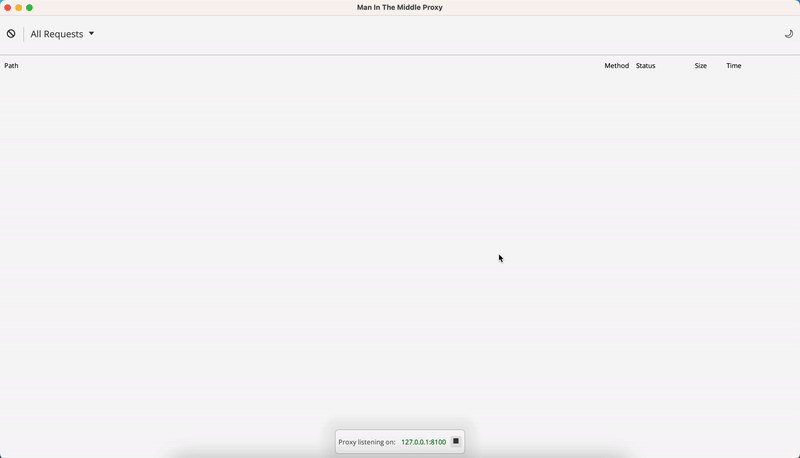 Man In The Middle Proxy
All Requests
Path Method Status Size Time
Proxy listening on: 127.0.0.1:8100